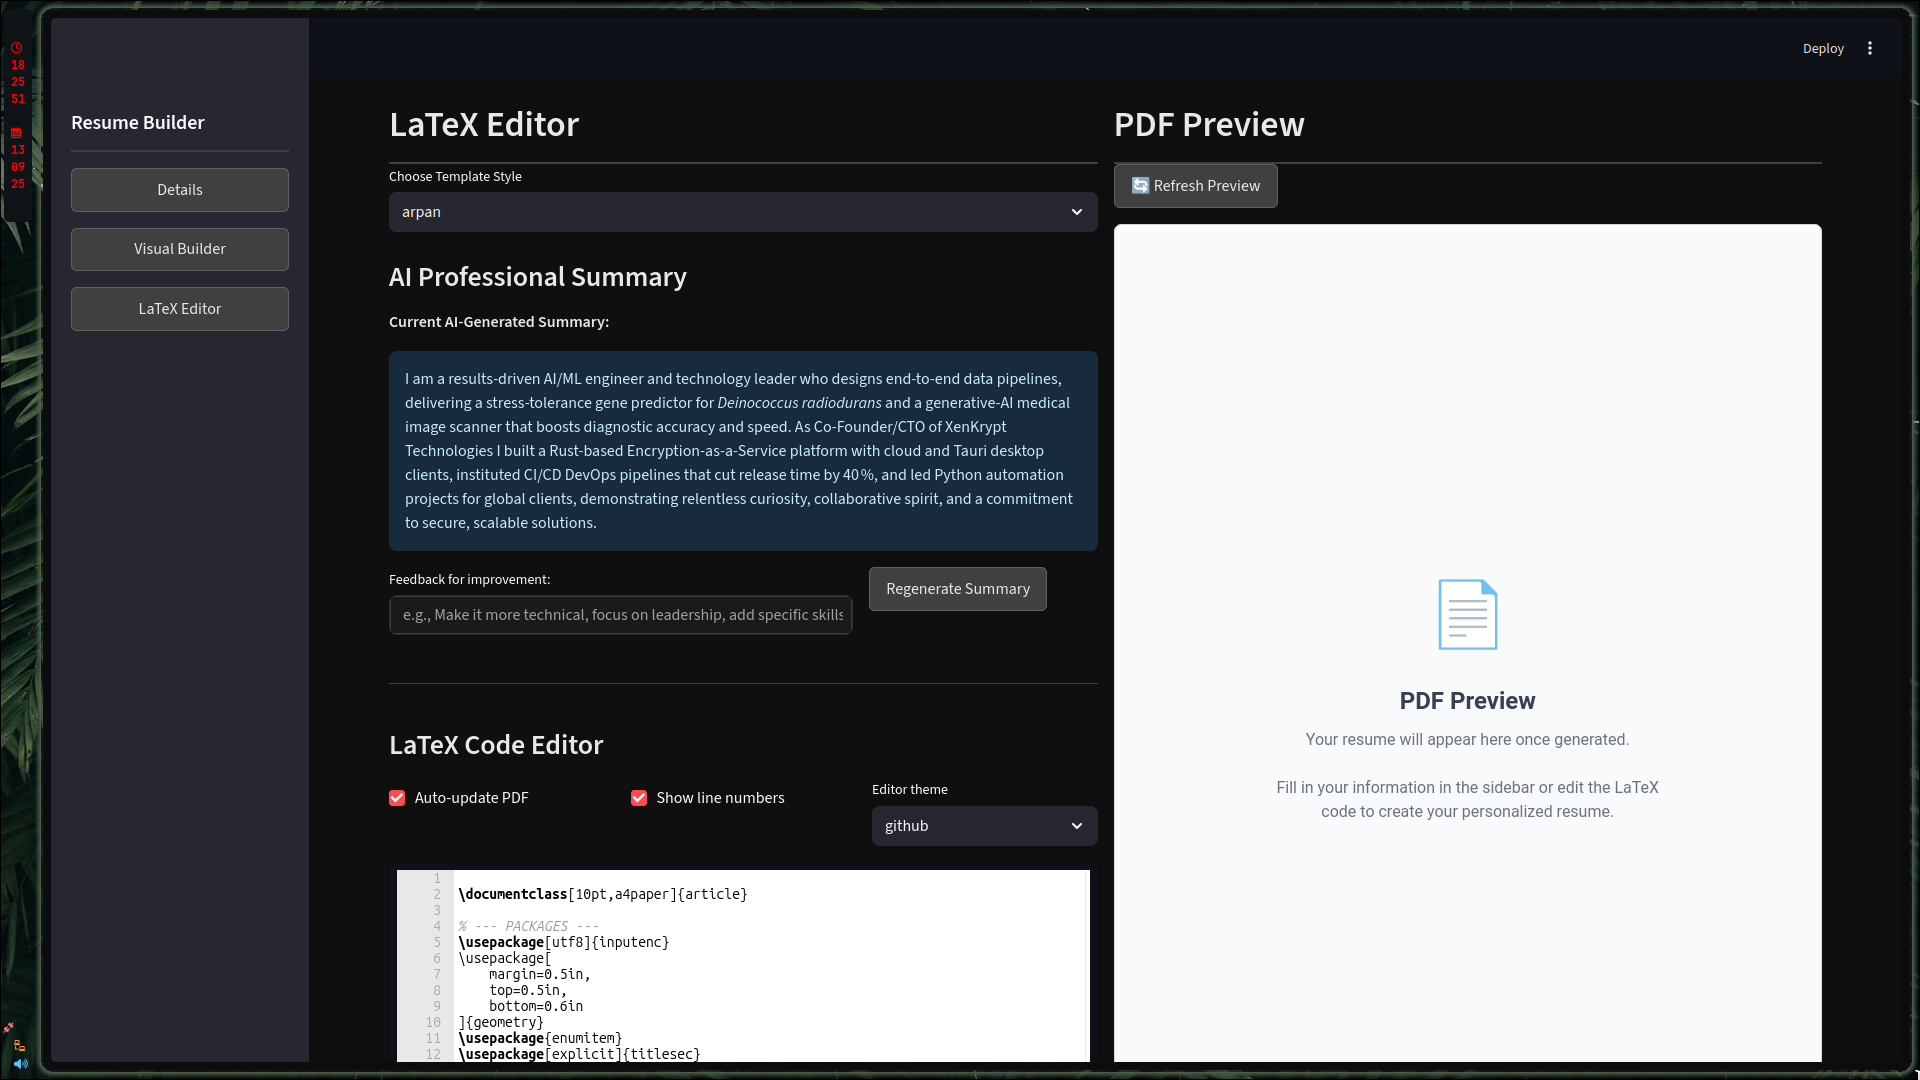 18
25
51
13
09
25
Resume Builder
Details
Visual Builder
LaTeX Editor
Deploy
LaTeX Editor
Choose Template Style
arpan
AI Professional Summary
Current AI-Generated Summary:
I am a results-driven AI/ML engineer and technology leader who designs end-to-end data pipelines,
delivering a stress-tolerance gene predictor for Deinococcus radiodurans and a generative-AI medical
image scanner that boosts diagnostic accuracy and speed. As Co-Founder/CTO of XenKrypt
Technologies I built a Rust-based Encryption-as-a-Service platform with cloud and Tauri desktop
clients, instituted CI/CD DevOps pipelines that cut release time by 40 %, and led Python automation
projects for global clients, demonstrating relentless curiosity, collaborative spirit, and a commitment
to secure, scalable solutions.
Feedback for improvement:
e.g., Make it more technical, focus on leadership, add specific skills
Regenerate Summary
LaTeX Code Editor
Auto-update PDF
Show line numbers
Editor theme
github
1
2 \documentclass[10pt,a4paper]{article}
3
4 % --- PACKAGES ---
5 \usepackage[utf8]{inputenc}
6 \usepackage[
7 margin=0.5in,
8 top=0.5in,
9 bottom=0.6in
10 ]{geometry}
11 \usepackage{enumitem}
12 \usepackage[explicit]{titlesec}
PDF Preview
Refresh Preview
PDF Preview
Your resume will appear here once generated.
Fill in your information in the sidebar or edit the LaTeX
code to create your personalized resume.